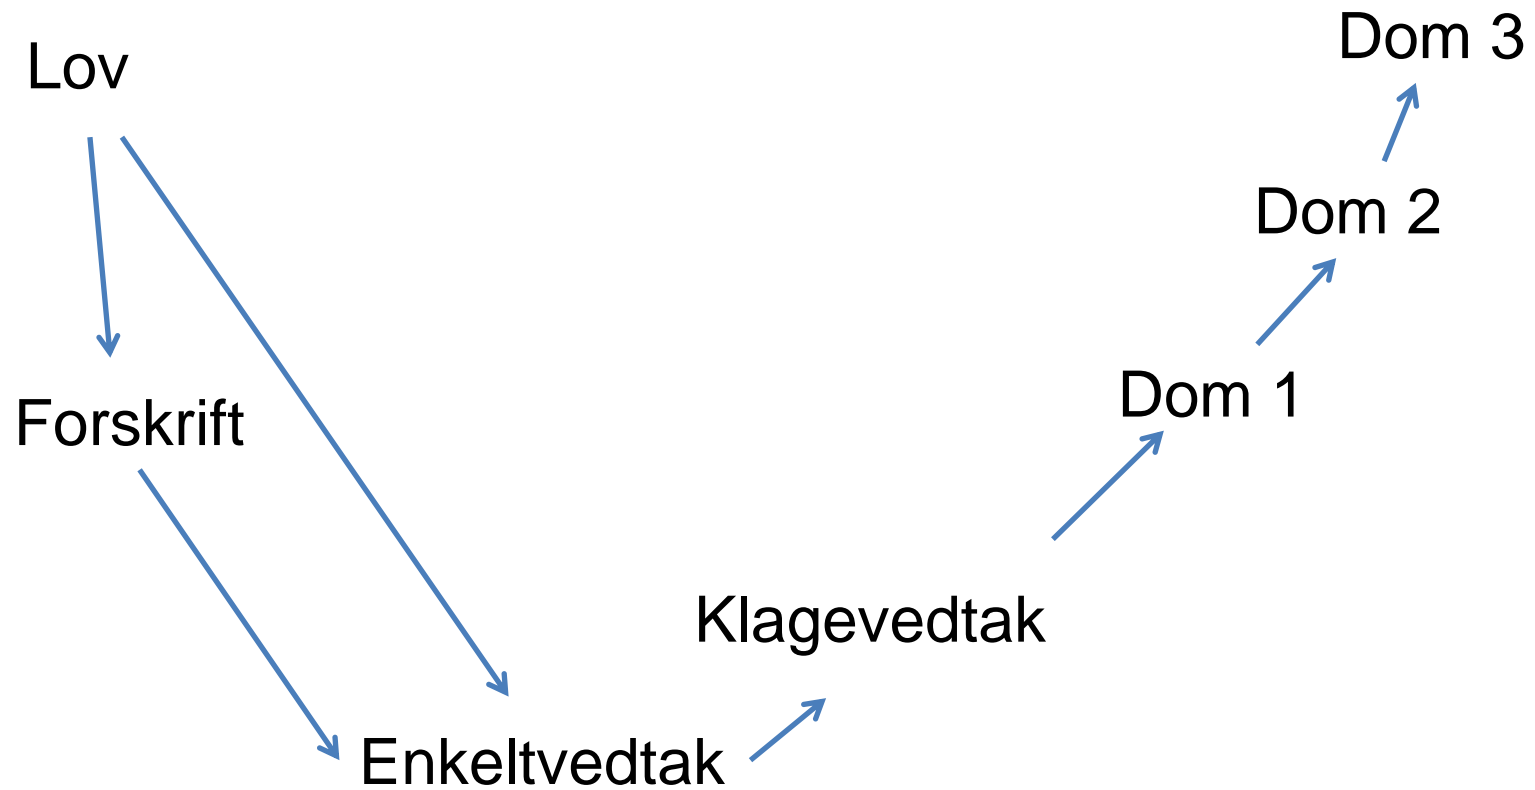 Lov
Dom 3
Dom 2
Dom 1
Forskrift
Klagevedtak
Enkeltvedtak